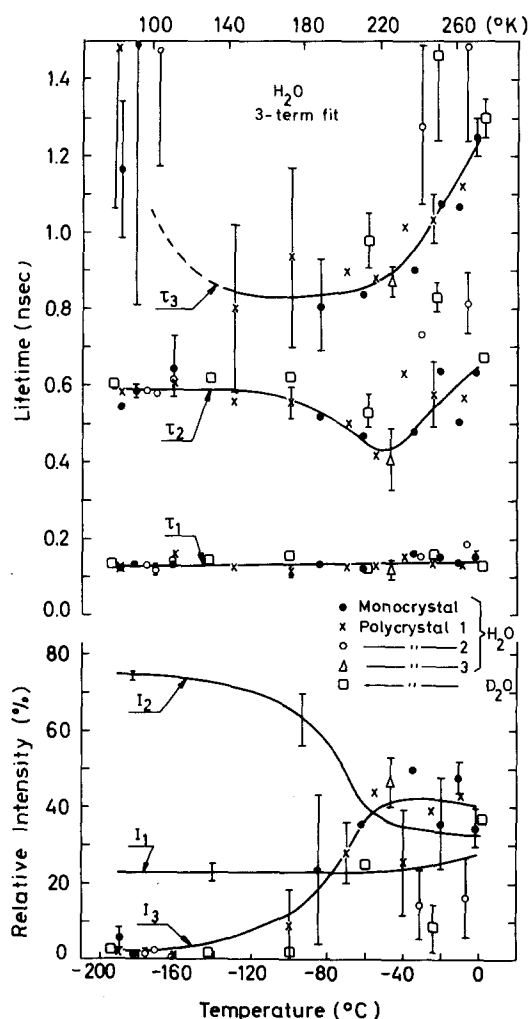 100 140 180 220 260 (°K)
1.4
H₂O
3-term fit
1.2
1.0
τ₃
0.8
Lifetime (nsec)
0.6
τ₂
0.4
τ₁
0.2
0.0
● Monocrystal
× Polycrystal 1
○ —"— 2
△ —"— 3
H₂O
□ —"— D₂O
80
I₂
60
Relative Intensity (%)
40
I₁
20
I₃
0
-200 -160 -120 -80 -40 0
Temperature (°C)